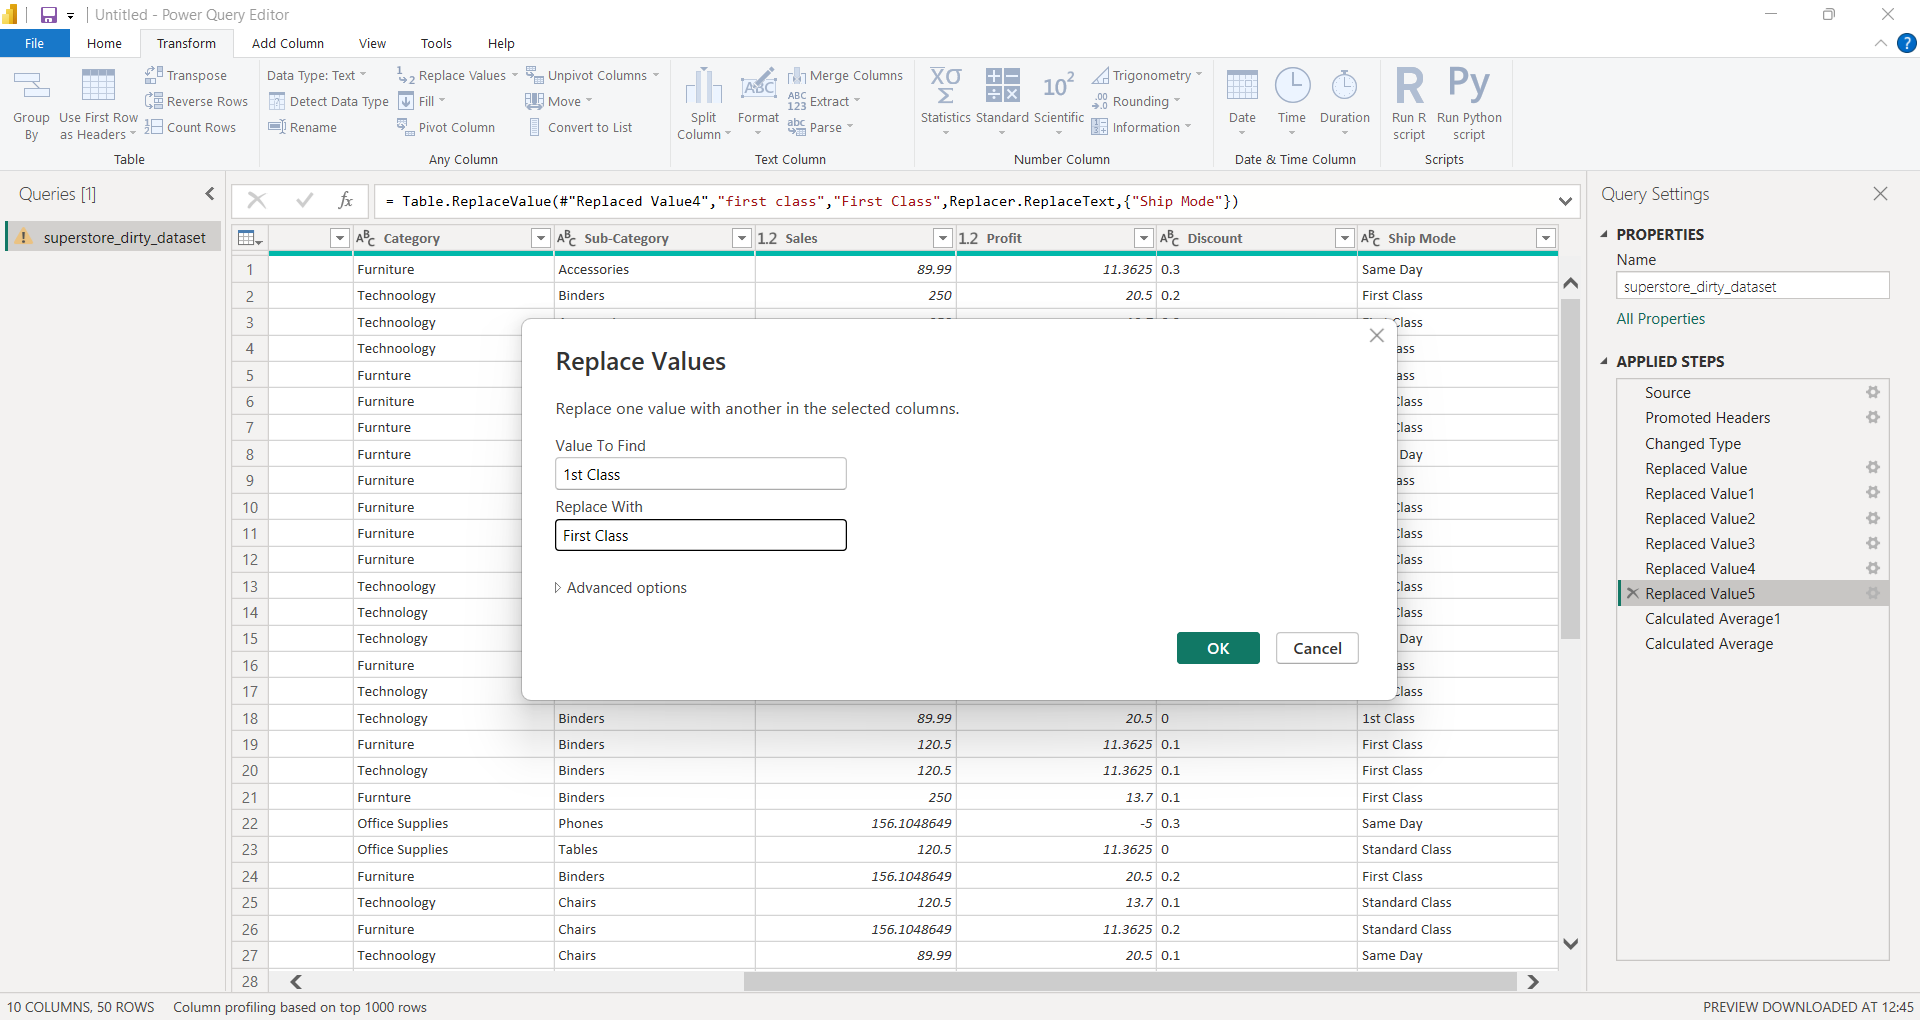 Untitled - Power Query Editor
File Home Transform Add Column View Tools Help
Group By
Use First Row as Headers
Transpose
Reverse Rows
Count Rows
Table
Data Type: Text
Detect Data Type
Rename
Replace Values
Fill
Pivot Column
Unpivot Columns
Move
Convert to List
Any Column
Split Column
Format
Merge Columns
Extract
Parse
Text Column
Statistics
Standard
Scientific
Trigonometry
Rounding
Information
Number Column
Date
Time
Duration
Date & Time Column
R
Run R script
Py
Run Python script
Scripts
Queries [1]
superstore_dirty_dataset
= Table.ReplaceValue(#"Replaced Value4","first class","First Class",Replacer.ReplaceText,{"Ship Mode"})
Category Sub-Category 1.2 Sales 1.2 Profit Discount Ship Mode
1 Furniture Accessories 89.99 11.3625 0.3 Same Day
2 Technology Binders 250 20.5 0.2 First Class
3 Technoology Class
4 Technoology ass
5 Furnture ass
6 Furniture lass
7 Furnture lass
8 Furnture Day
9 Furniture ass
10 Furniture lass
11 Furniture lass
12 Furniture lass
13 Technoology lass
14 Technology lass
15 Technology Day
16 Furniture ass
17 Technology lass
18 Technology Binders 89.99 20.5 0 1st Class
19 Furniture Binders 120.5 11.3625 0.1 First Class
20 Technology Binders 120.5 11.3625 0.1 First Class
21 Furnture Binders 250 13.7 0.1 First Class
22 Office Supplies Phones 156.1048649 -5 0.3 Same Day
23 Office Supplies Tables 120.5 11.3625 0 Standard Class
24 Furniture Binders 156.1048649 20.5 0.2 First Class
25 Technoology Chairs 120.5 13.7 0.1 Standard Class
26 Furniture Chairs 156.1048649 11.3625 0.2 Standard Class
27 Technoology Chairs 89.99 20.5 0.1 Same Day
28
Replace Values
Replace one value with another in the selected columns.
Value To Find
1st Class
Replace With
First Class
Advanced options
OK Cancel
Query Settings
PROPERTIES
Name
superstore_dirty_dataset
All Properties
APPLIED STEPS
Source
Promoted Headers
Changed Type
Replaced Value
Replaced Value1
Replaced Value2
Replaced Value3
Replaced Value4
Replaced Value5
Calculated Average1
Calculated Average
10 COLUMNS, 50 ROWS Column profiling based on top 1000 rows
PREVIEW DOWNLOADED AT 12:45